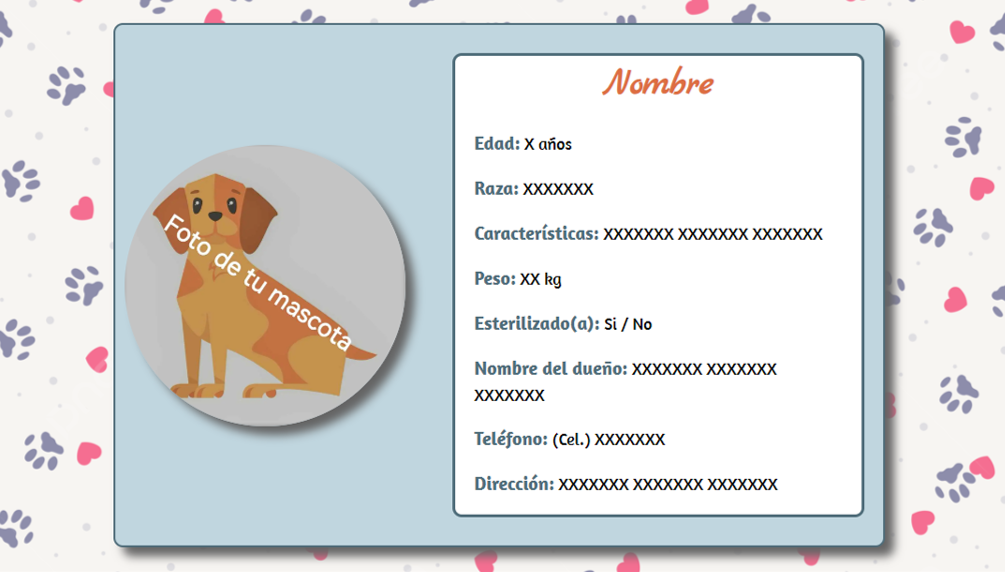 Foto de tu mascota
Nombre
Edad: X años
Raza: XXXXXXX
Características: XXXXXXX XXXXXXX XXXXXXX
Peso: XX kg
Esterilizado(a): Si / No
Nombre del dueño: XXXXXXX XXXXXXX
XXXXXXX
Teléfono: (Cel.) XXXXXXX
Dirección: XXXXXXX XXXXXXX XXXXXXX